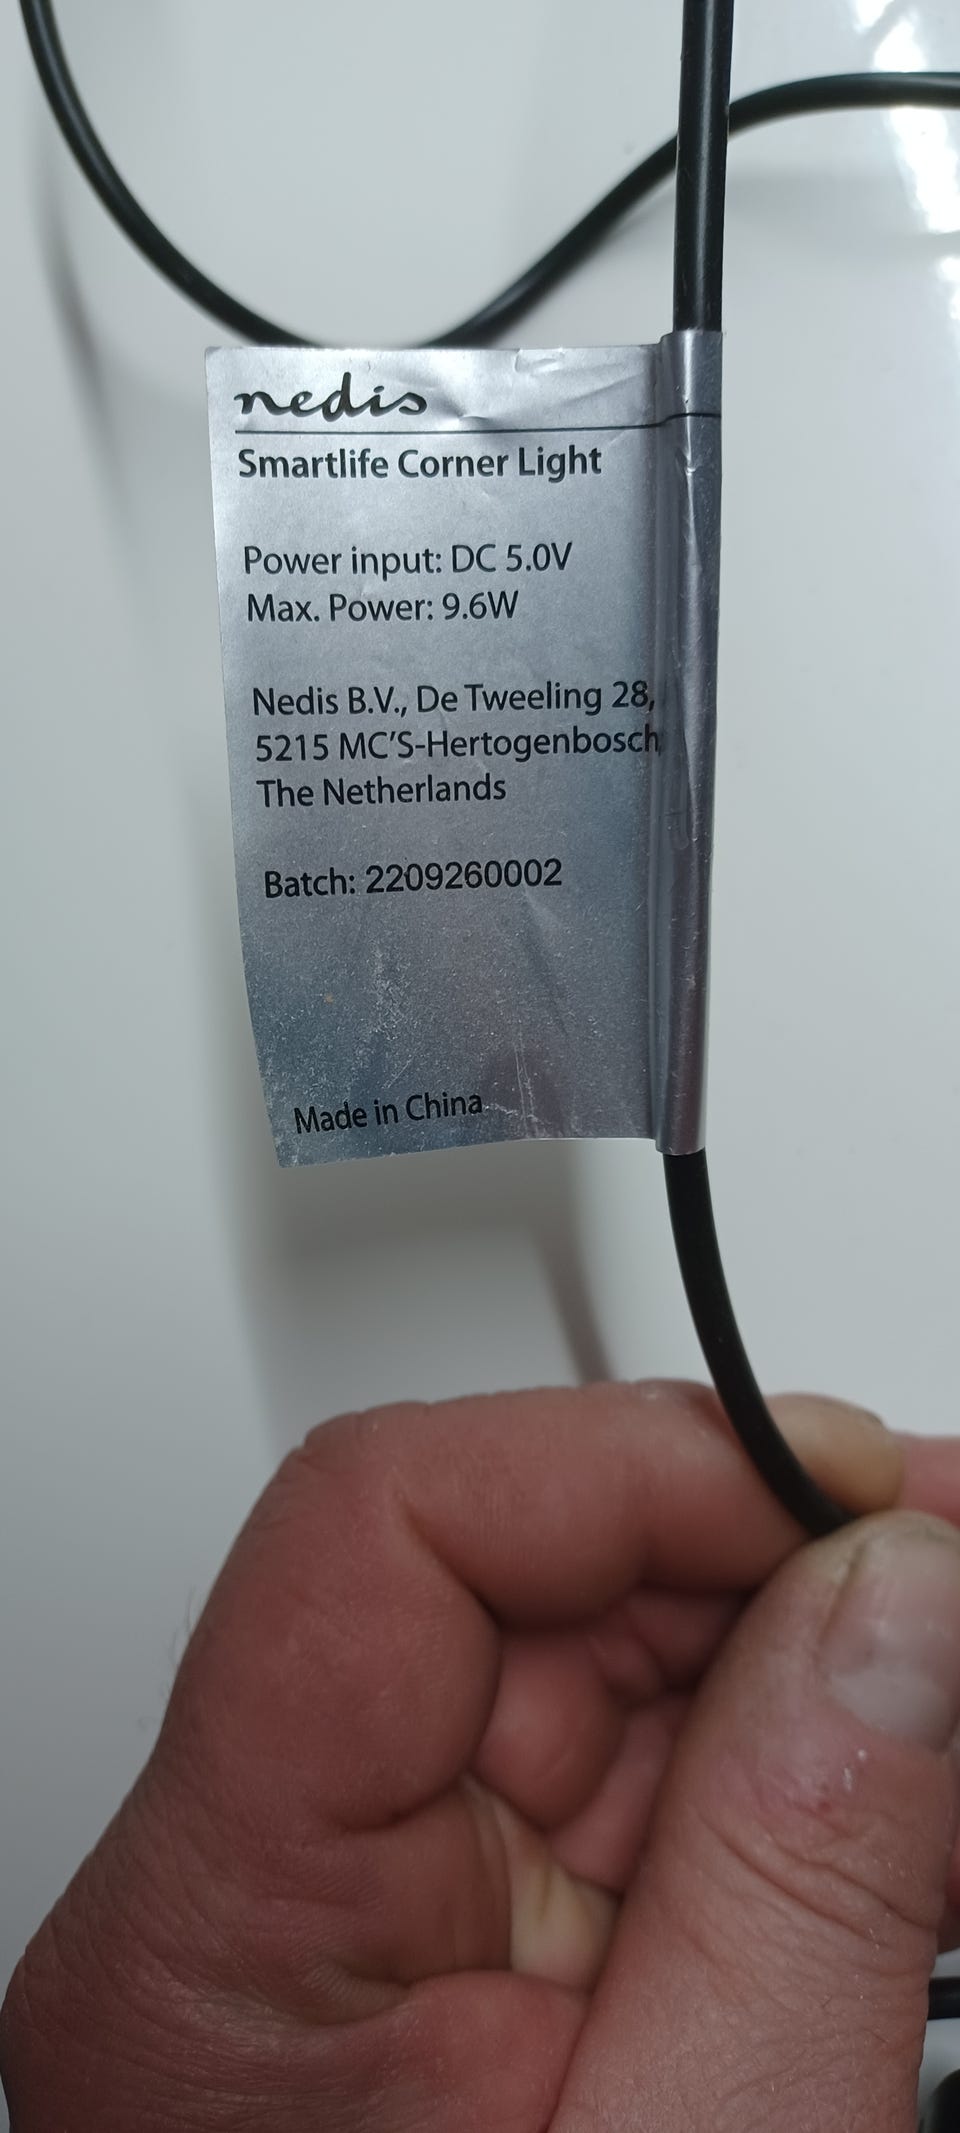 nedis
Smartlife Corner Light
Power input: DC 5.0V
Max. Power: 9.6W
Nedis B.V., De Tweeling 28,
5215 MC'S-Hertogenbosch,
The Netherlands
Batch: 2209260002
Made in China